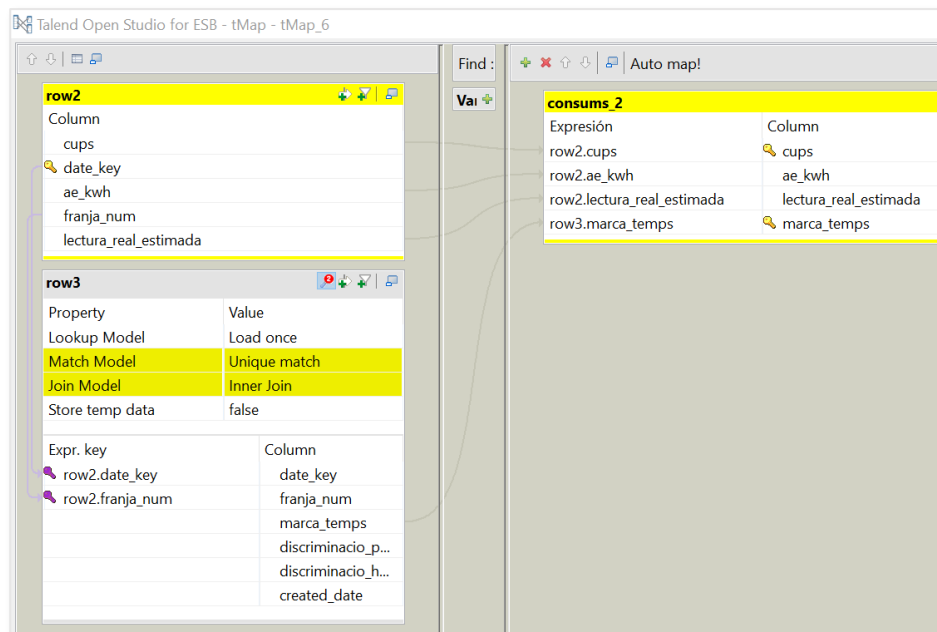 Talend Open Studio for ESB - tMap - tMap_6
Find :
Auto map!
row2
Column
cups
date_key
ae_kwh
franja_num
lectura_real_estimada
row3
Property Value
Lookup Model Load once
Match Model Unique match
Join Model Inner Join
Store temp data false
Expr. key Column
row2.date_key date_key
row2.franja_num franja_num
marca_temps
discriminacio_p...
discriminacio_h...
created_date
Va
consums_2
Expresión Column
row2.cups cups
row2.ae_kwh ae_kwh
row2.lectura_real_estimada lectura_real_estimada
row3.marca_temps marca_temps